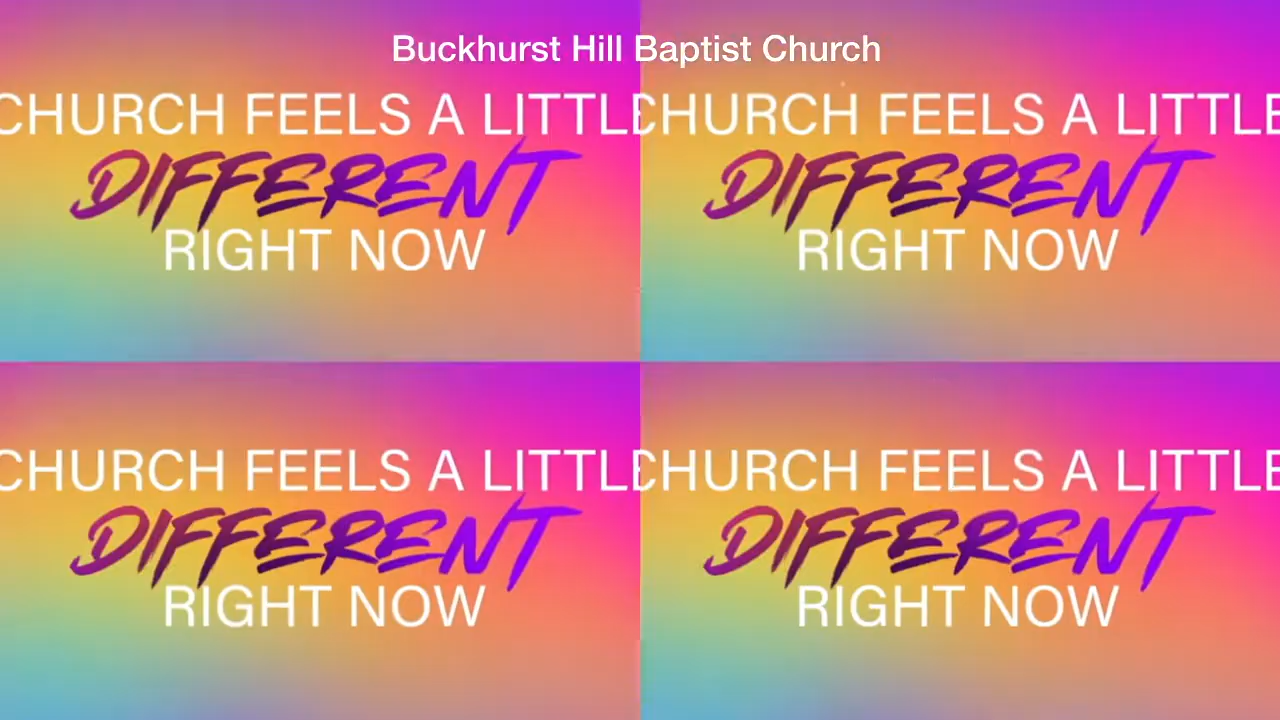 Buckhurst Hill Baptist Church
CHURCH FEELS A LITTLE CHURCH FEELS A LITTLE
DIFFERENT DIFFERENT
RIGHT NOW RIGHT NOW
CHURCH FEELS A LITTLE CHURCH FEELS A LITTLE
DIFFERENT DIFFERENT
RIGHT NOW RIGHT NOW